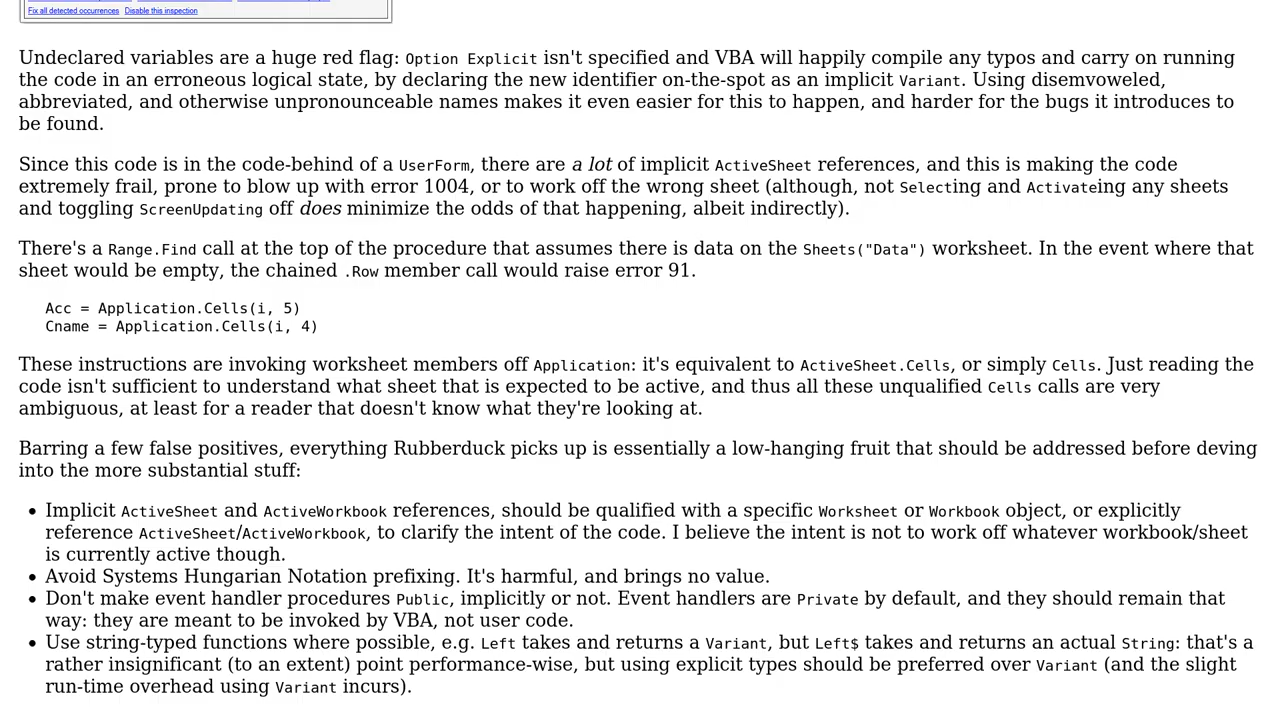 Fix all detected occurrences Disable this inspection
Undeclared variables are a huge red flag: Option Explicit isn't specified and VBA will happily compile any typos and carry on running
the code in an erroneous logical state, by declaring the new identifier on-the-spot as an implicit Variant. Using disemvoweled,
abbreviated, and otherwise unpronounceable names makes it even easier for this to happen, and harder for the bugs it introduces to
be found.
Since this code is in the code-behind of a UserForm, there are a lot of implicit ActiveSheet references, and this is making the code
extremely frail, prone to blow up with error 1004, or to work off the wrong sheet (although, not Selecting and Activateing any sheets
and toggling ScreenUpdating off does minimize the odds of that happening, albeit indirectly).
There's a Range.Find call at the top of the procedure that assumes there is data on the Sheets("Data") worksheet. In the event where that
sheet would be empty, the chained .Row member call would raise error 91.
Acc = Application.Cells(i, 5)
Cname = Application.Cells(i, 4)
These instructions are invoking worksheet members off Application: it's equivalent to ActiveSheet.Cells, or simply Cells. Just reading the
code isn't sufficient to understand what sheet that is expected to be active, and thus all these unqualified Cells calls are very
ambiguous, at least for a reader that doesn't know what they're looking at.
Barring a few false positives, everything Rubberduck picks up is essentially a low-hanging fruit that should be addressed before deving
into the more substantial stuff:
• Implicit ActiveSheet and ActiveWorkbook references, should be qualified with a specific Worksheet or Workbook object, or explicitly
reference ActiveSheet/ActiveWorkbook, to clarify the intent of the code. I believe the intent is not to work off whatever workbook/sheet
is currently active though.
• Avoid Systems Hungarian Notation prefixing. It's harmful, and brings no value.
• Don't make event handler procedures Public, implicitly or not. Event handlers are Private by default, and they should remain that
way: they are meant to be invoked by VBA, not user code.
• Use string-typed functions where possible, e.g. Left takes and returns a Variant, but Left$ takes and returns an actual String: that's a
rather insignificant (to an extent) point performance-wise, but using explicit types should be preferred over Variant (and the slight
run-time overhead using Variant incurs).